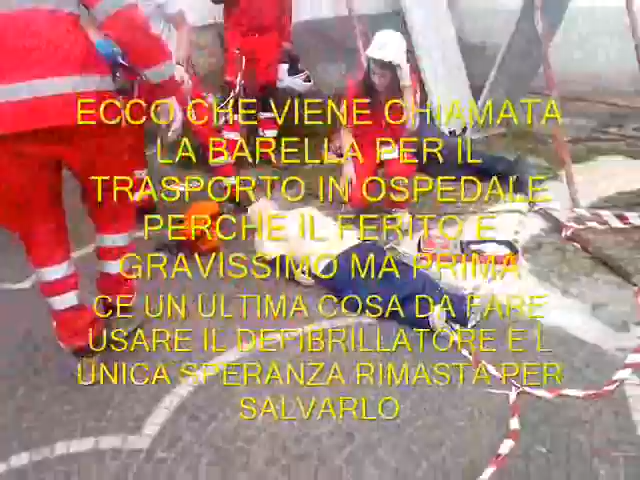 ECCO CHE VIENE CHIAMATA
LA BARELLA PER IL
TRASPORTO IN OSPEDALE
PERCHE IL FERITO E
GRAVISSIMO MA PRIMA
CE UN ULTIMA COSA DA FARE
USARE IL DEFIBRILLATORE E L
UNICA SPERANZA RIMASTA PER
SALVARLO